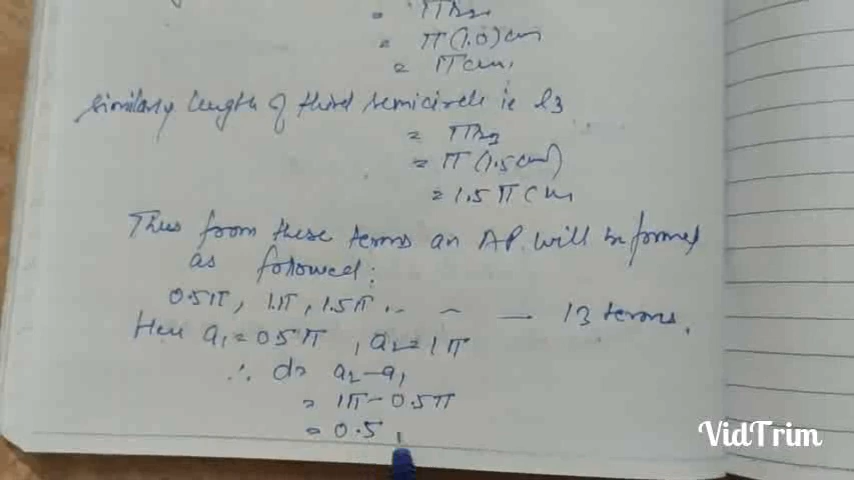 = πr₂
= π(1.0)cm
= π cm,
Similarly length of third semicircle ie l3
= πr3
= π(1.5cm)
= 1.5π cm
Thus from these terms an AP. will be formed
as followed:
0.5π, 1π, 1.5π .. - — 13 terms.
Here a₁ = 0.5π, a₂ = 1π
∴ d = a₂ - a₁
= 1π - 0.5π
= 0.5
VidTrim